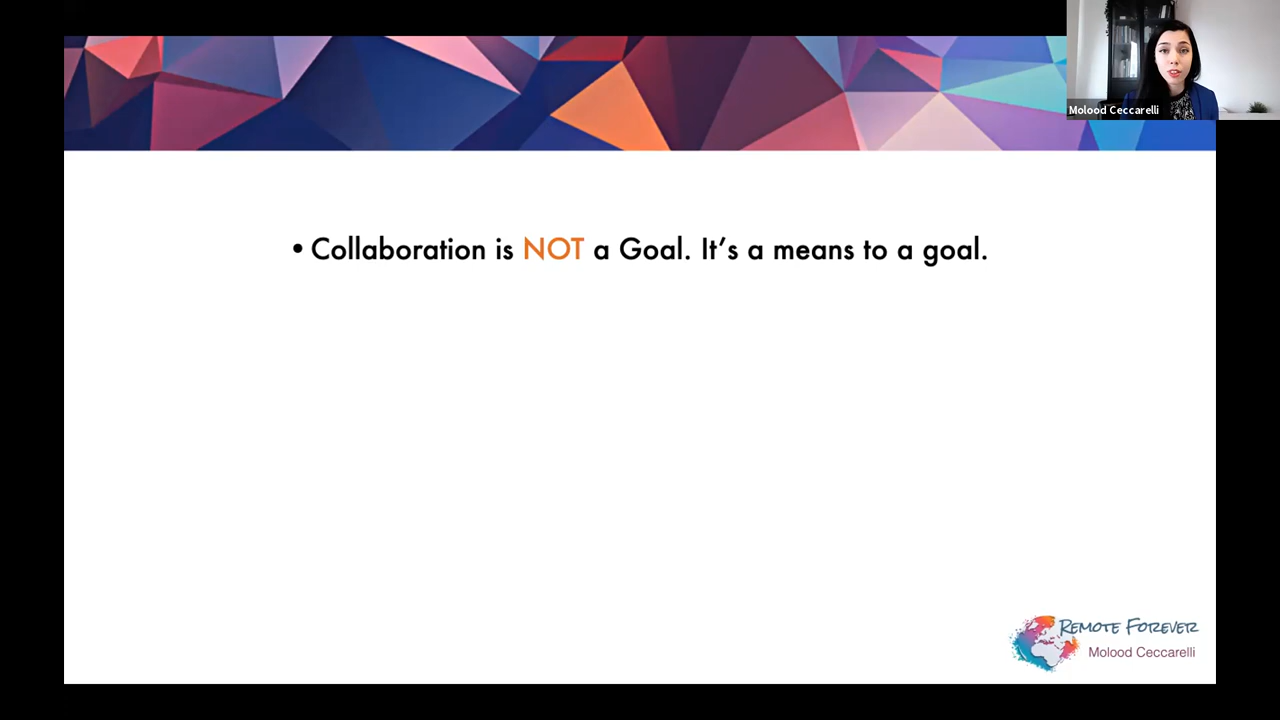 Molood Ceccarelli
• Collaboration is NOT a Goal. It’s a means to a goal.
REMOTE FOREVER
Molood Ceccarelli